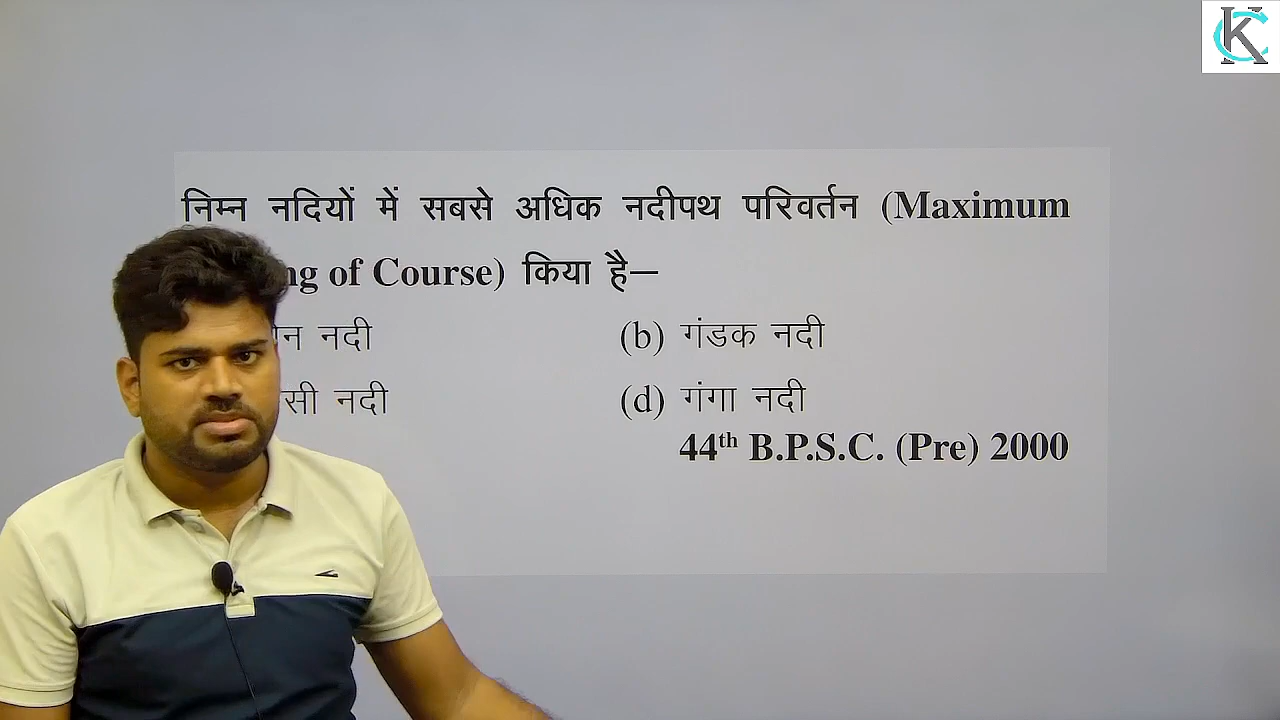 निम्न नदियों में सबसे अधिक नदीपथ परिवर्तन (Maximum
of Course) किया है—
नदी (b) गंडक नदी
नदी (d) गंगा नदी
44th B.P.S.C. (Pre) 2000